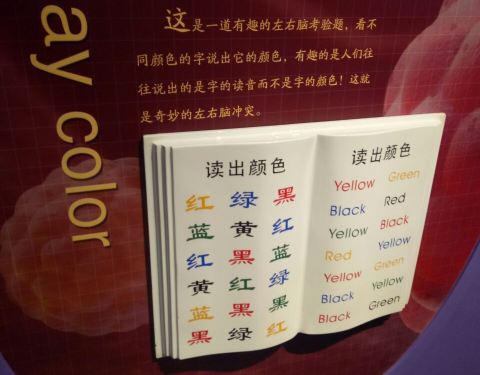 ay color
这是一道有趣的左右脑考验题，看不
同颜色的字说出它的颜色，有趣的是人们往
往说出的是字的读音而不是字的颜色！这就
是奇妙的左右脑冲突。
读出颜色
红 绿 黑
蓝 黄 红
红 黑 蓝
黄 红 绿
蓝 黑 黑
黑 绿 红
读出颜色
Yellow Green
Black Red
Yellow Black
Red Yellow
Yellow Green
Black Yellow
Black Green